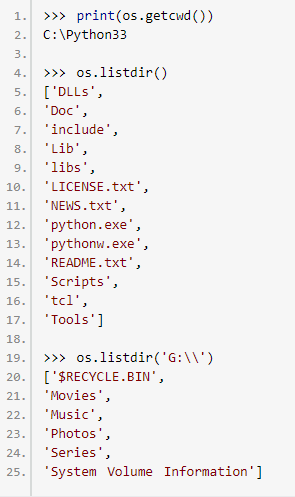 1. >>> print(os.getcwd())
2. C:\Python33
3.
4. >>> os.listdir()
5. ['DLLs',
6. 'Doc',
7. 'include',
8. 'Lib',
9. 'libs',
10. 'LICENSE.txt',
11. 'NEWS.txt',
12. 'python.exe',
13. 'pythonw.exe',
14. 'README.txt',
15. 'Scripts',
16. 'tcl',
17. 'Tools']
18.
19. >>> os.listdir('G:\\')
20. ['$RECYCLE.BIN',
21. 'Movies',
22. 'Music',
23. 'Photos',
24. 'Series',
25. 'System Volume Information']